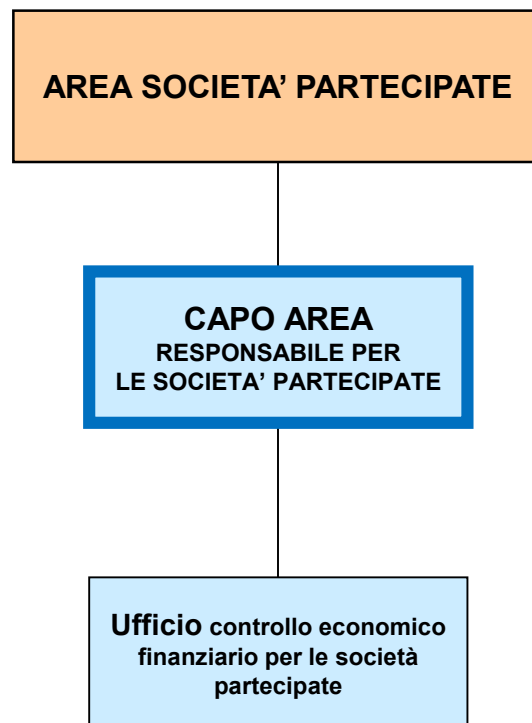 AREA SOCIETA’ PARTECIPATE
CAPO AREA
RESPONSABILE PER
LE SOCIETA’ PARTECIPATE
Ufficio controllo economico
finanziario per le società
partecipate